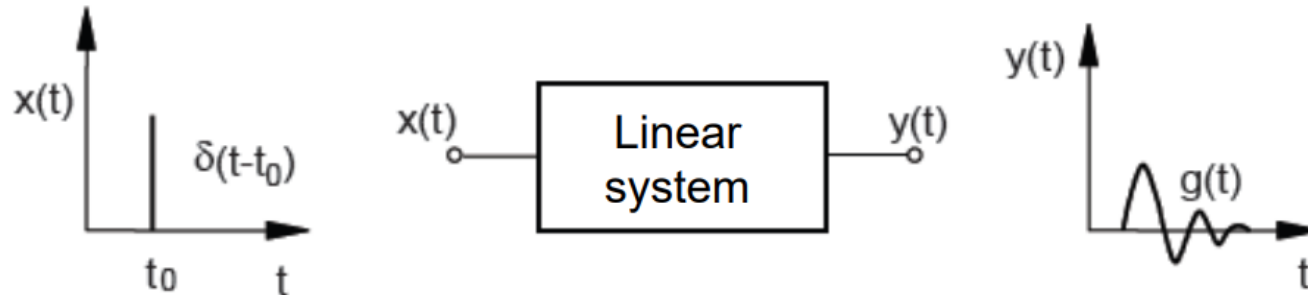 x(t)
δ(t-t₀)
t₀
t
x(t)
Linear
system
y(t)
y(t)
g(t)
t